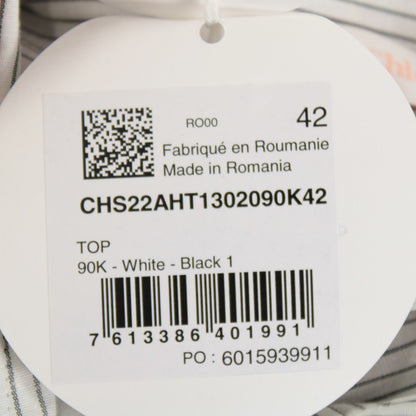 RO00 42
Fabriqué en Roumanie
Made in Romania
CHS22AHT1302090K42
TOP
90K - White - Black 1
7 613386 401991
PO : 6015939911